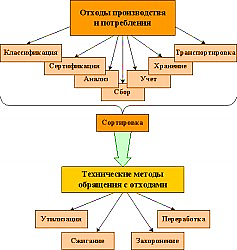 Отходы производства
и потребления
Классификация
Транспортировка
Сертификация
Хранение
Анализ
Учет
Сбор
Сортировка
Технические методы
обращения с отходами
Утилизация
Переработка
Сжигание
Захоронение